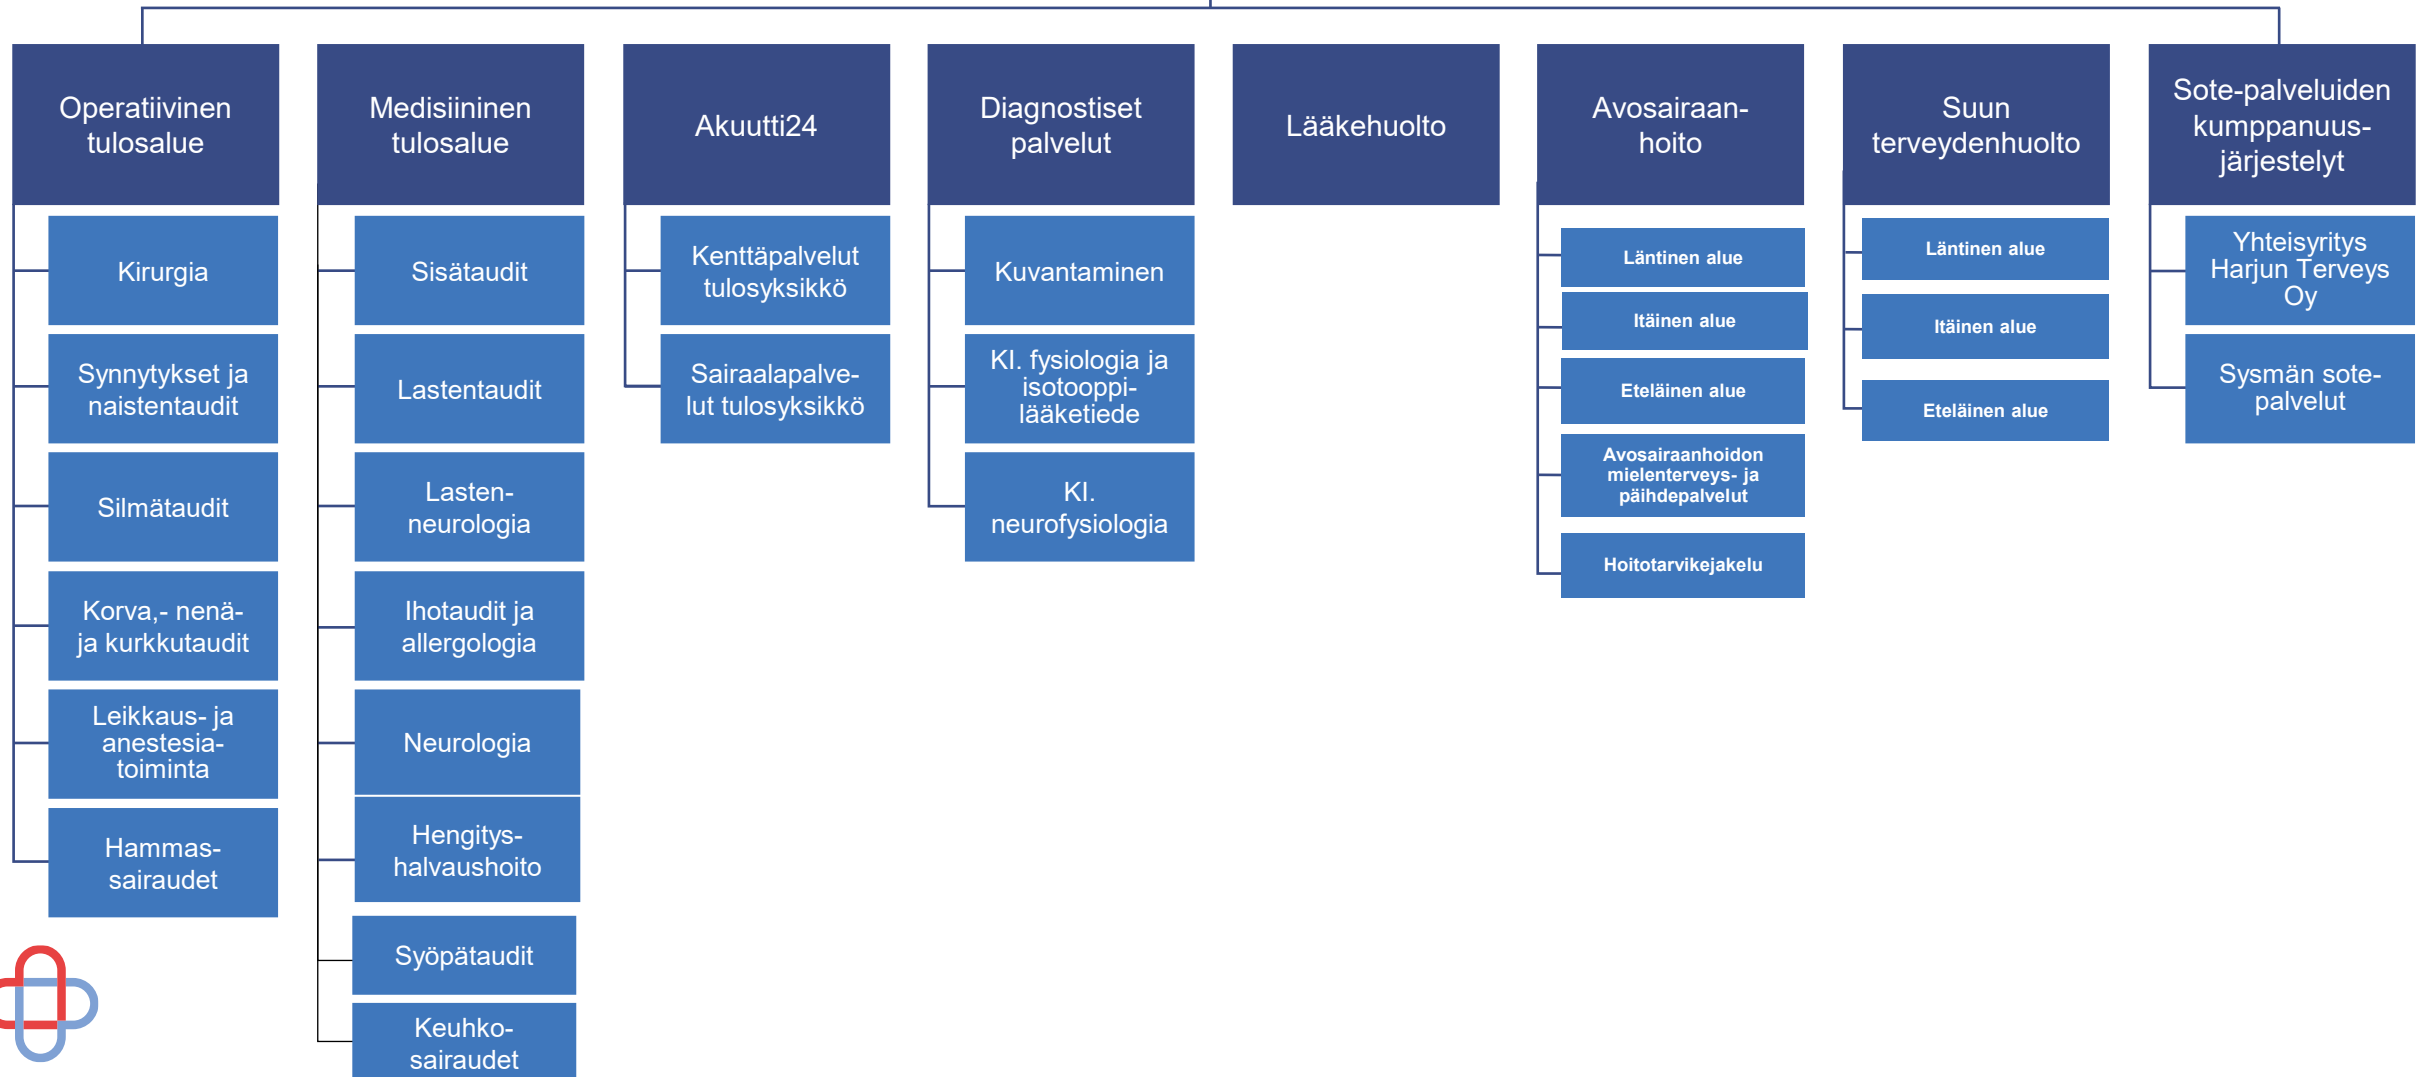 Operatiivinen
tulosalue
Kirurgia
Synnytykset ja
naistentaudit
Silmätaudit
Korva,- nenä-
ja kurkkutaudit
Leikkaus- ja
anestesia-
toiminta
Hammas-
sairaudet
Medisiininen
tulosalue
Sisätaudit
Lastentaudit
Lasten-
neurologia
Ihotaudit ja
allergologia
Neurologia
Hengitys-
halvaushoito
Syöpätaudit
Keuhko-
sairaudet
Akuutti24
Kenttäpalvelut
tulosyksikkö
Sairaalapalve-
lut tulosyksikkö
Diagnostiset
palvelut
Kuvantaminen
Kl. fysiologia ja
isotooppi-
lääketiede
Kl.
neurofysiologia
Lääkehuolto
Avosairaan-
hoito
Läntinen alue
Itäinen alue
Eteläinen alue
Avosairaanhoidon
mielenterveys- ja
päihdepalvelut
Hoitotarvikejakelu
Suun
terveydenhuolto
Läntinen alue
Itäinen alue
Eteläinen alue
Sote-palveluiden
kumppanuus-
järjestelyt
Yhteisyritys
Harjun Terveys
Oy
Sysmän sote-
palvelut